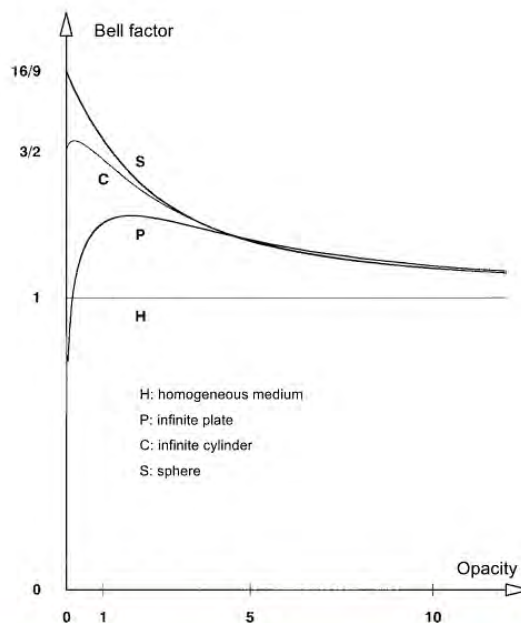 Bell factor
16/9
3/2
S
C
P
1
H
H: homogeneous medium
P: infinite plate
C: infinite cylinder
S: sphere
Opacity
0
0 1 5 10